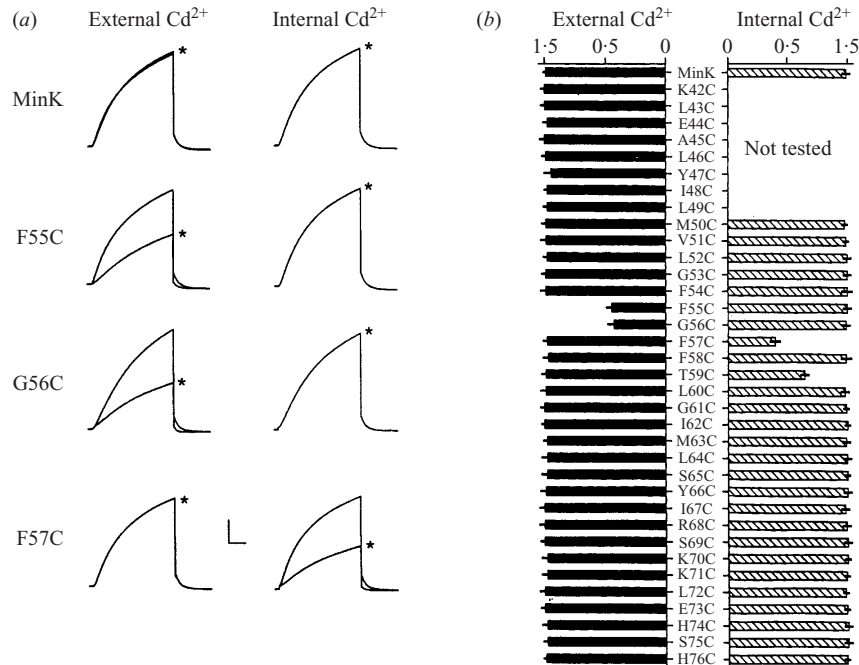 (a) External Cd2+ Internal Cd2+
MinK
*
*
F55C
*
*
G56C
*
*
F57C
*
*
(b) External Cd2+ Internal Cd2+
1·5 0·5 0 0 0·5 1·5
MinK
K42C
L43C
E44C
A45C
L46C
Y47C
I48C
L49C
Not tested
M50C
V51C
L52C
G53C
F54C
F55C
G56C
F57C
F58C
T59C
L60C
G61C
I62C
M63C
L64C
S65C
Y66C
I67C
R68C
S69C
K70C
K71C
L72C
E73C
H74C
S75C
H76C